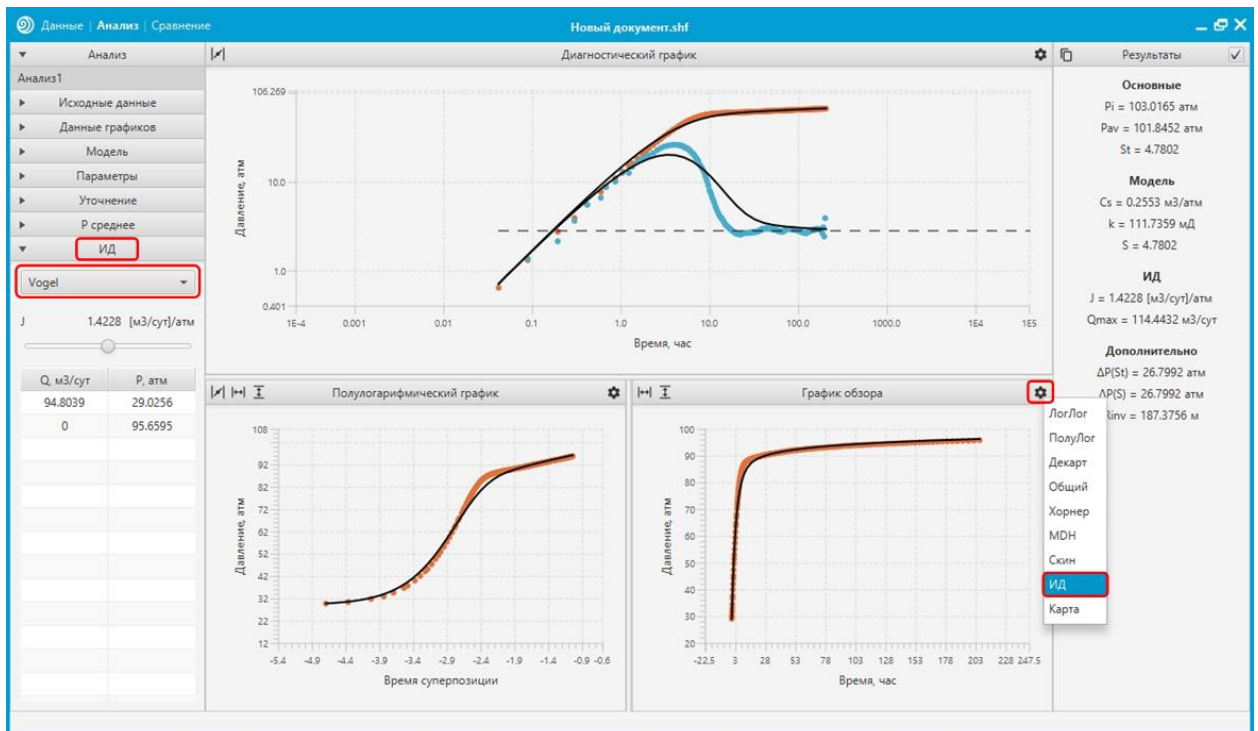 Данные | Анализ | Сравнение
Новый документ.shf
Анализ
Анализ1
Исходные данные
Данные графиков
Модель
Параметры
Уточнение
Р среднее
ИД
Vogel
J 1.4228 [м3/сут]/атм
Q, м3/сут P, атм
94.8039 29.0256
0 95.6595
Диагностический график
106.269
10.0
1.0
0.401
Давление, атм
1E-4 0.001 0.01 0.1 1.0 10.0 100.0 1000.0 1E4 1E5
Время, час
Полулогарифмический график
108
92
82
72
62
52
42
32
22
12
Давление, атм
-5.4 -4.9 -4.4 -3.9 -3.4 -2.9 -2.4 -1.9 -1.4 -0.9 -0.6
Время суперпозиции
График обзора
100
90
80
70
60
50
40
30
20
Давление, атм
-22.5 3 28 53 78 103 128 153 178 203 228 247.5
Время, час
ЛогЛог
ПолуЛог
Декарт
Общий
Хорнер
MDH
Скин
ИД
Карта
Результаты
Основные
Pi = 103.0165 атм
Pav = 101.8452 атм
St = 4.7802
Модель
Cs = 0.2553 м3/атм
k = 111.7359 мД
S = 4.7802
ИД
J = 1.4228 [м3/сут]/атм
Qmax = 114.4432 м3/сут
Дополнительно
ΔP(St) = 26.7992 атм
ΔP(S) = 26.7992 атм
inv = 187.3756 м